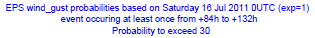 EPS wind_gust probabilities based on Saturday 16 Jul 2011 0UTC (exp=1)
event occuring at least once from +84h to +132h
Probability to exceed 30